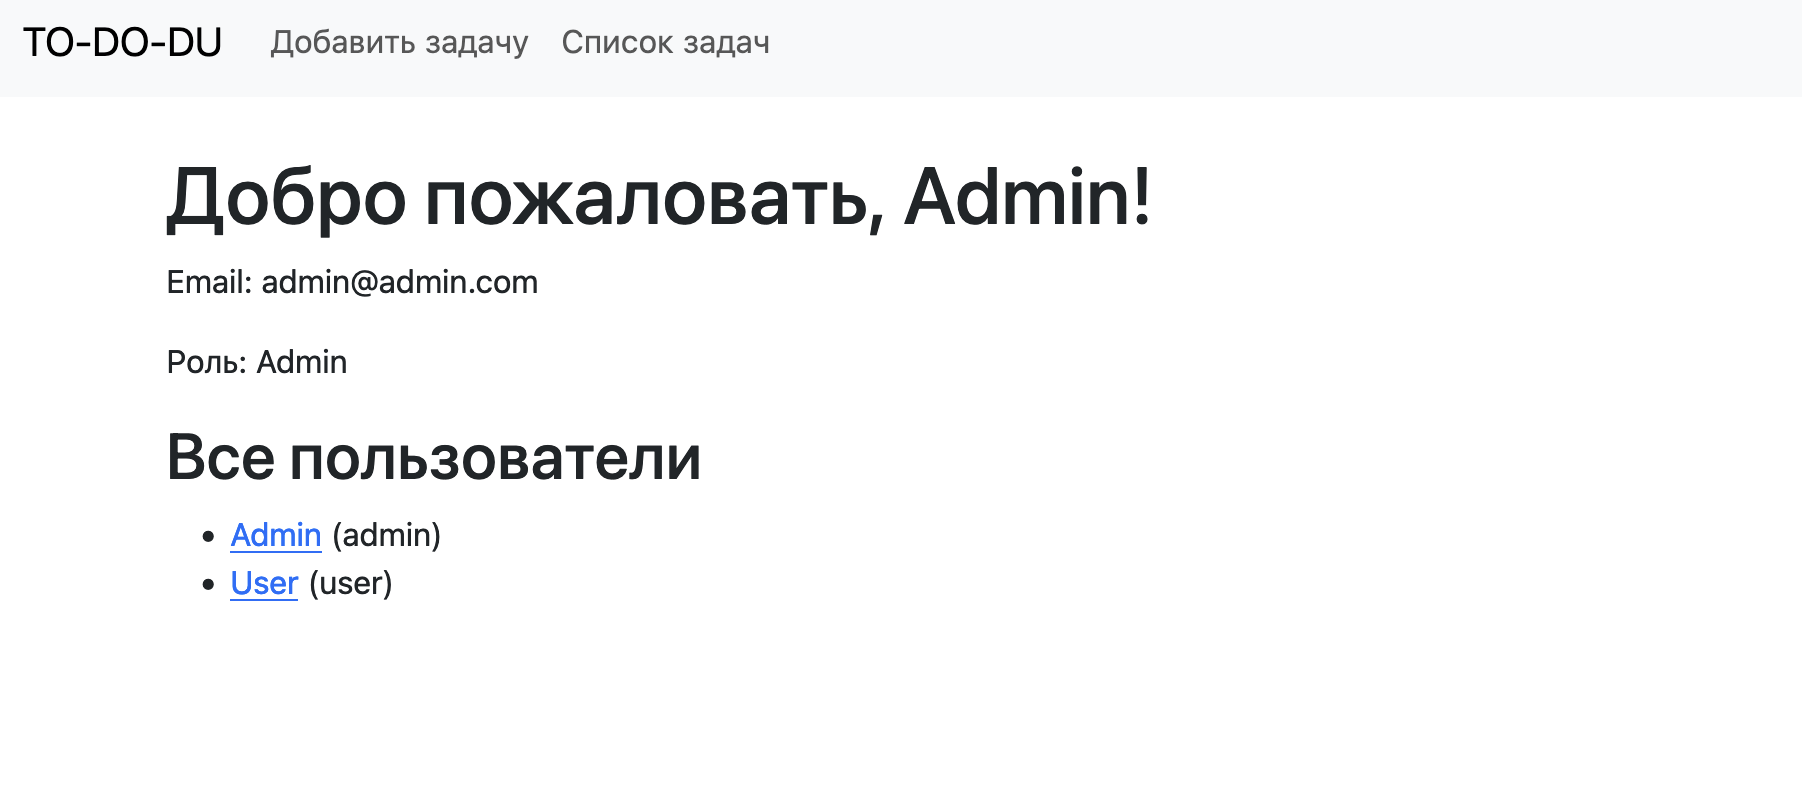 TO-DO-DU Добавить задачу Список задач
Добро пожаловать, Admin!
Email: admin@admin.com
Роль: Admin
Все пользователи
Admin (admin)
User (user)